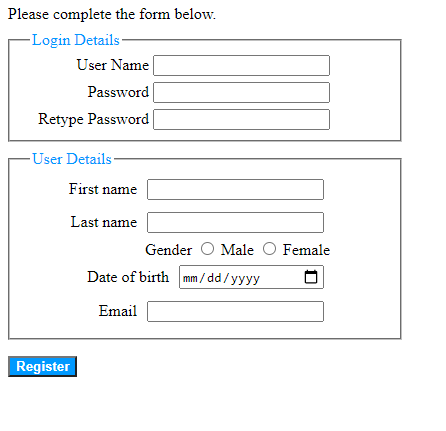 Please complete the form below.
Login Details
User Name
Password
Retype Password
User Details
First name
Last name
Gender Male Female
Date of birth mm/dd/yyyy
Email
Register